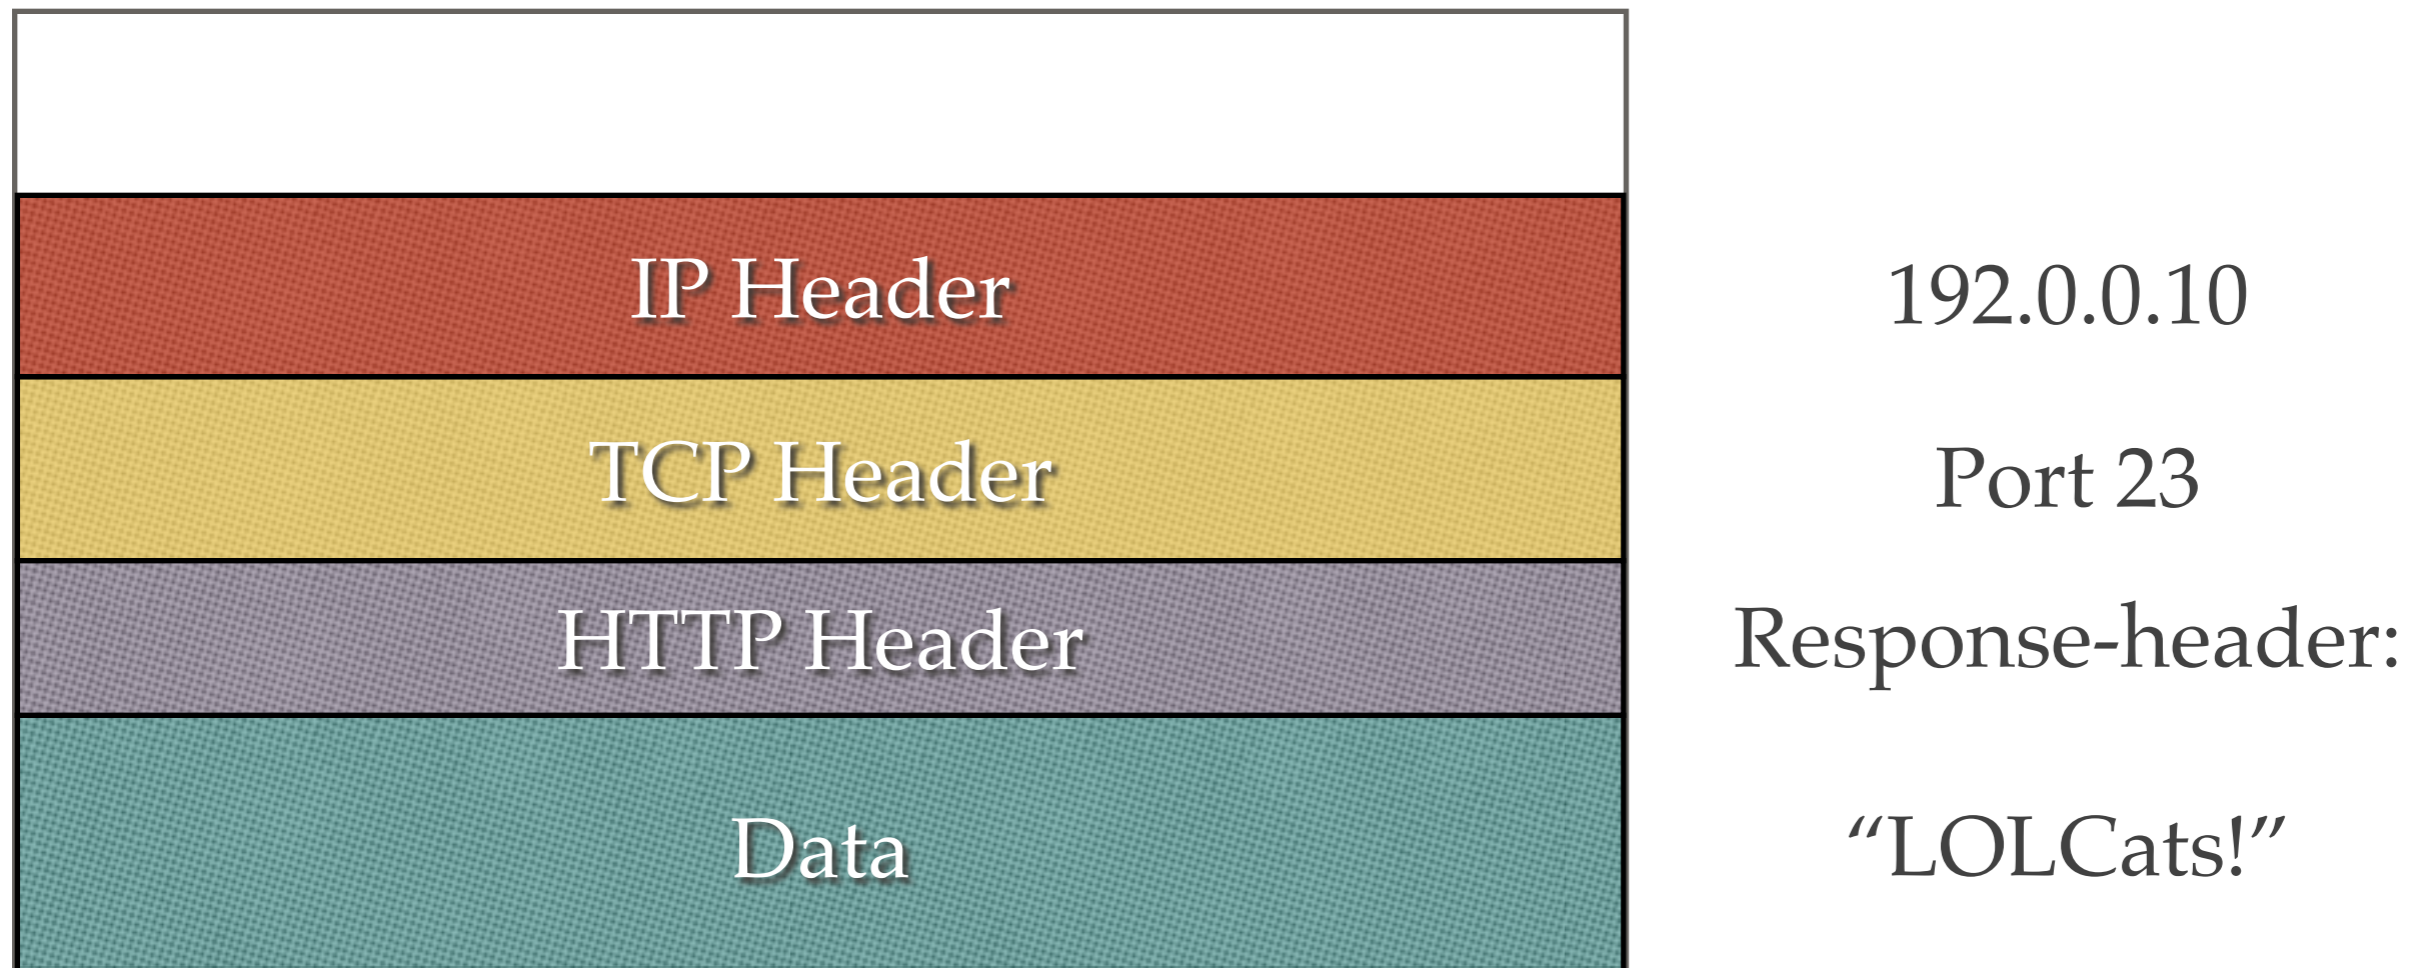 IP Header 192.0.0.10
TCP Header Port 23
HTTP Header Response-header:
Data “LOLCats!”